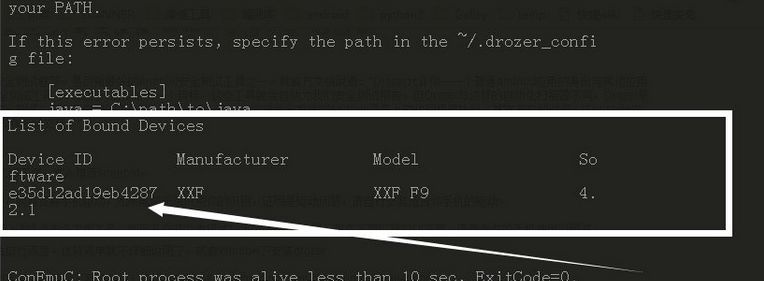 your PATH.
If this error persists, specify the path in the ~/.drozer_confi
g file:
[executables]
java = C:\path\to\java
List of Bound Devices
Device ID Manufacturer Model So
ftware
e35d12ad19eb4287 XXF XXF F9 4.
2.1
ConEmuC: Root process was alive less than 10 sec, ExitCode=0.